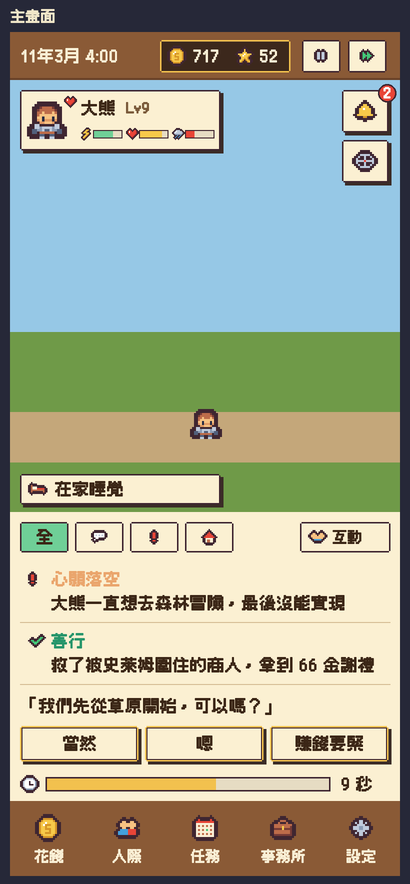 主畫面
11年3月 4:00
717
52
大熊 Lv9
2
在家睡覺
全
互動
心願落空
大熊一直想去森林冒險，最後沒能實現
善行
救了被史萊姆圍住的商人，拿到 66 金謝禮
「我們先從草原開始，可以嗎？」
當然
嗯
賺錢要緊
9 秒
花錢
人際
任務
事務所
設定